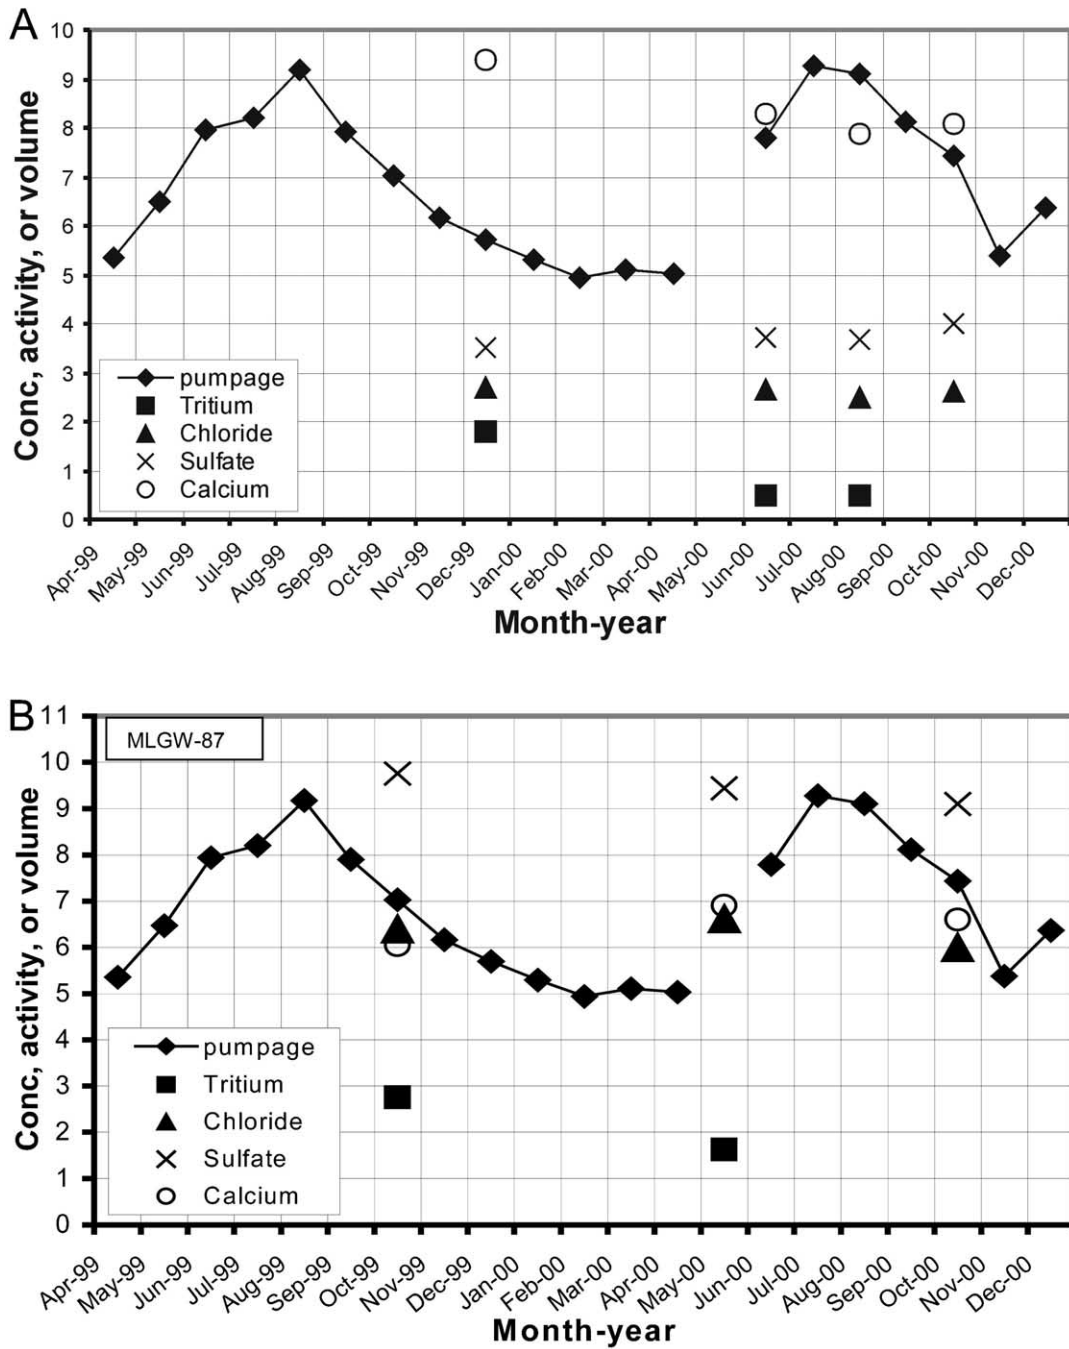 A
10
9
8
7
6
5
4
3
2
1
0
Conc, activity, or volume
pumpage
Tritium
Chloride
Sulfate
Calcium
Apr-99 May-99 Jun-99 Jul-99 Aug-99 Sep-99 Oct-99 Nov-99 Dec-99 Jan-00 Feb-00 Mar-00 Apr-00 May-00 Jun-00 Jul-00 Aug-00 Sep-00 Oct-00 Nov-00 Dec-00
Month-year
B
11
10
9
8
7
6
5
4
3
2
1
0
Conc, activity, or volume
MLGW-87
pumpage
Tritium
Chloride
Sulfate
Calcium
Apr-99 May-99 Jun-99 Jul-99 Aug-99 Sep-99 Oct-99 Nov-99 Dec-99 Jan-00 Feb-00 Mar-00 Apr-00 May-00 Jun-00 Jul-00 Aug-00 Sep-00 Oct-00 Nov-00 Dec-00
Month-year